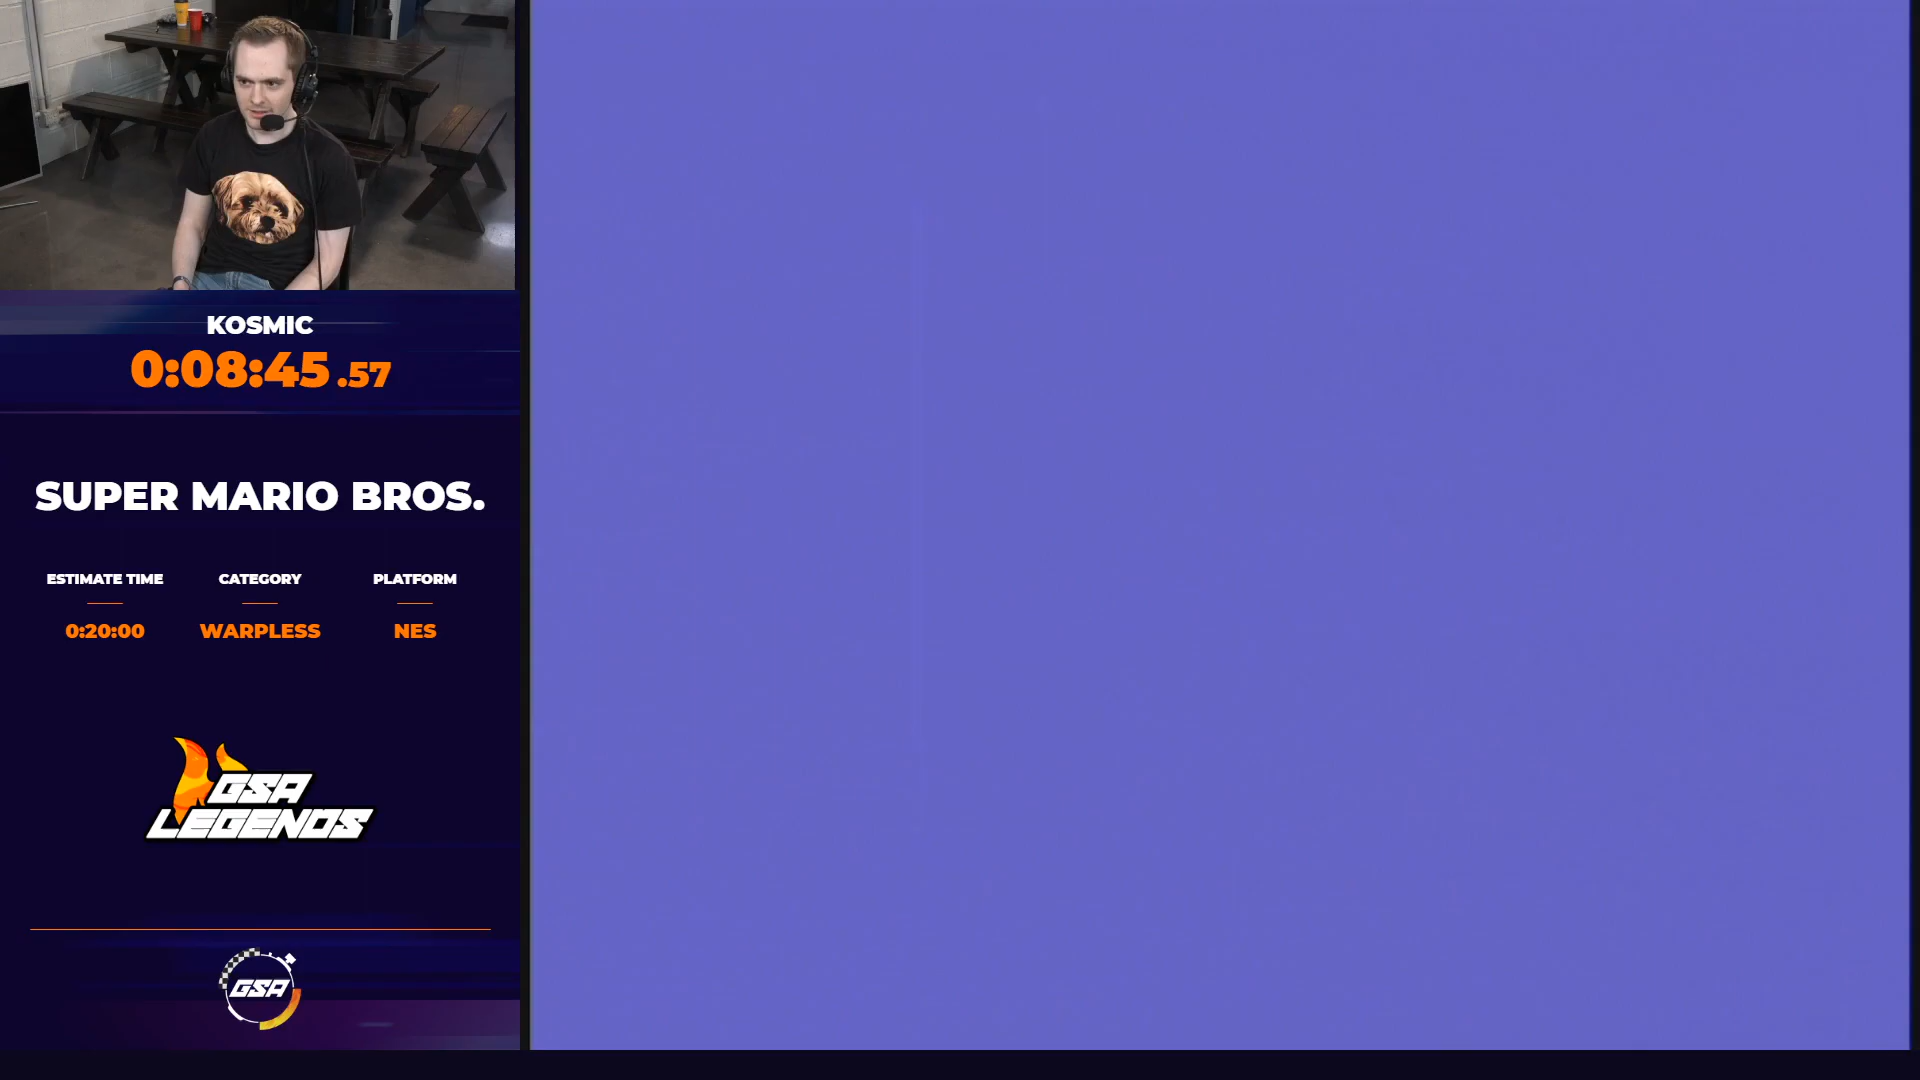 KOSMIC
0:08:45.57
SUPER MARIO BROS.
ESTIMATE TIME CATEGORY PLATFORM
0:20:00 WARPLESS NES
GSA
LEGENDS
GSA